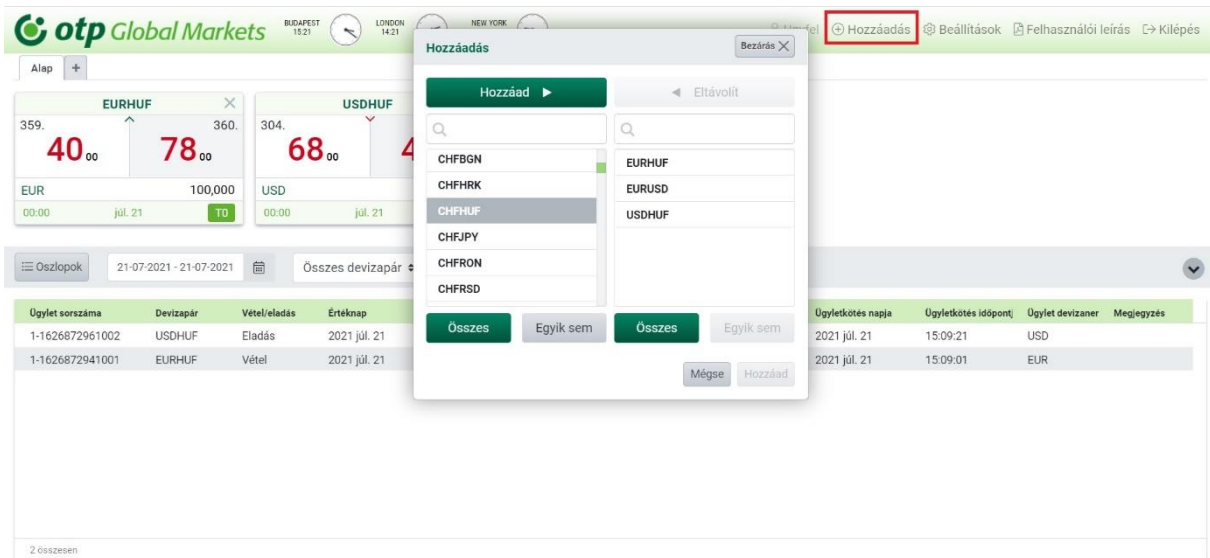 otp Global Markets
BUDAPEST
15:21
LONDON
14:21
NEW YORK
Hozzáadás
Beállítások
Felhasználói leírás
Kilépés
Alap +
EURHUF
359.
40 00
360.
78 00
EUR 100,000
00:00 júl. 21 T0
USDHUF
304.
68 00
4
USD
00:00 júl. 21
Hozzáadás
Bezárás
Hozzáad
Eltávolít
CHFBGN
CHFHRK
CHFHUF
CHFJPY
CHFRON
CHFRSD
EURHUF
EURUSD
USDHUF
Összes
Egyik sem
Összes
Egyik sem
Mégse
Hozzáad
Oszlopok
21-07-2021 - 21-07-2021
Összes devizapár
Ügylet sorszáma Devizapár Vétel/eladás Értéknap Ügyletkötés napja Ügyletkötés időpontj Ügylet devizaner Megjegyzés
1-1626872961002 USDHUF Eladás 2021 júl. 21 2021 júl. 21 15:09:21 USD
1-1626872941001 EURHUF Vétel 2021 júl. 21 2021 júl. 21 15:09:01 EUR
2 összesen